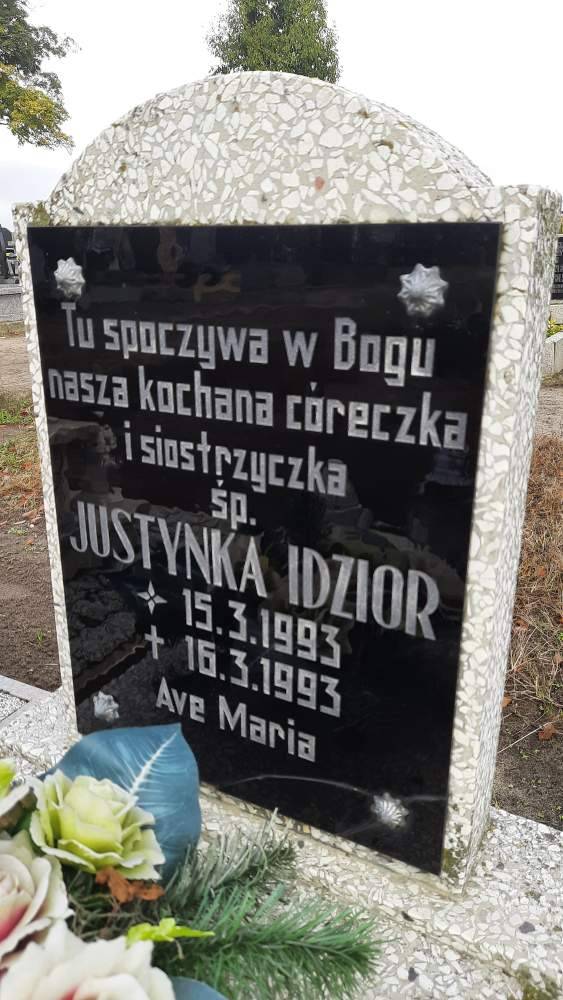 Tu spoczywa w Bogu
nasza kochana córeczka
i siostrzyczka
śp.
JUSTYNKA IDZIOR
15.3.1993
† 16.3.1993
Ave Maria